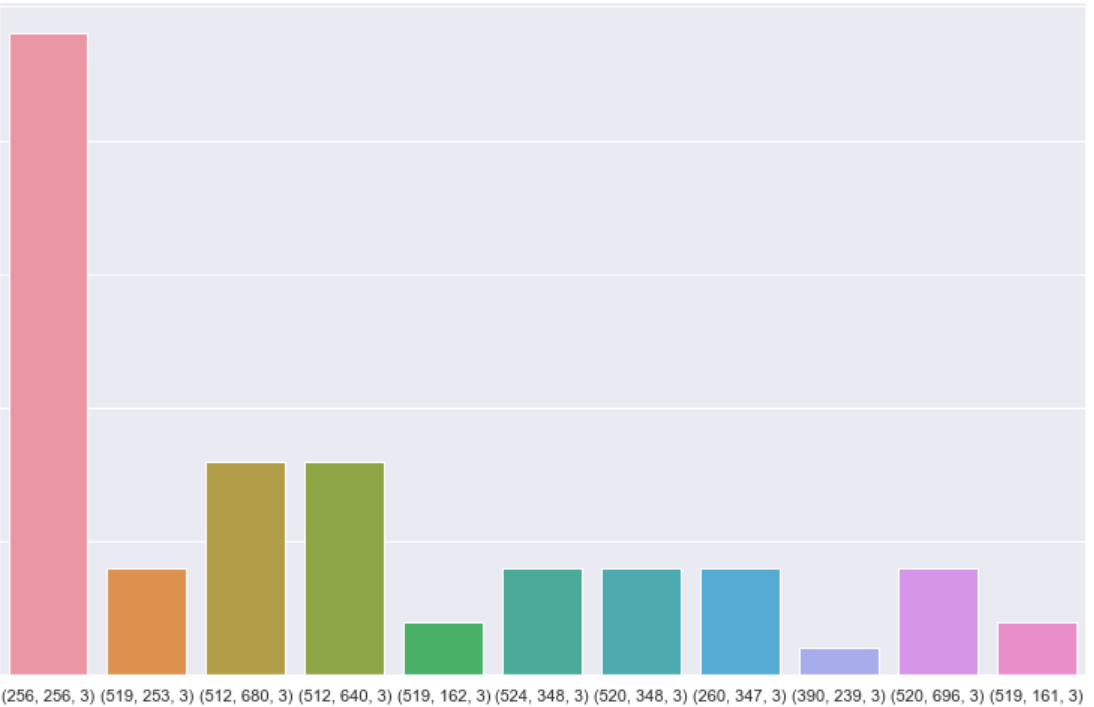 (256, 256, 3) (519, 253, 3) (512, 680, 3) (512, 640, 3) (519, 162, 3) (524, 348, 3) (520, 348, 3) (260, 347, 3) (390, 239, 3) (520, 696, 3) (519, 161, 3)